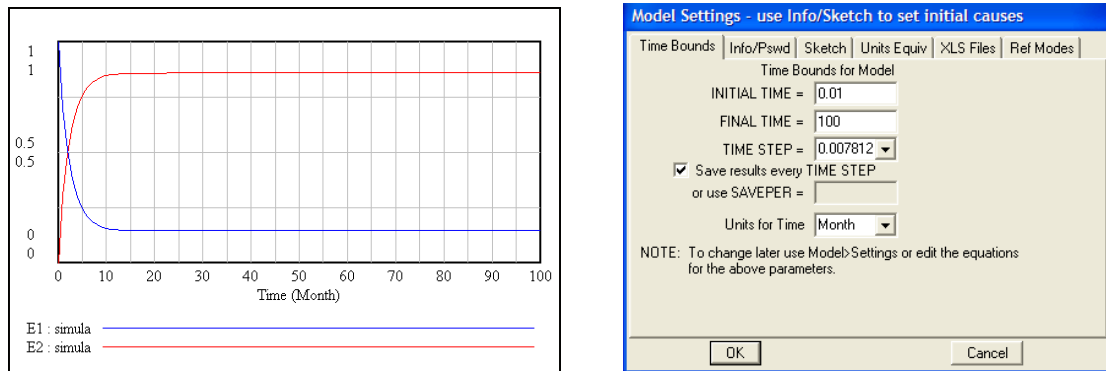 1
1
0.5
0.5
0
0
0 10 20 30 40 50 60 70 80 90 100
Time (Month)
E1 : simula
E2 : simula
Model Settings - use Info/Sketch to set initial causes
Time Bounds Info/Pswd Sketch Units Equiv XLS Files Ref Modes
Time Bounds for Model
INITIAL TIME = 0.01
FINAL TIME = 100
TIME STEP = 0.007812
Save results every TIME STEP
or use SAVEPER =
Units for Time Month
NOTE: To change later use Model>Settings or edit the equations
for the above parameters.
OK Cancel